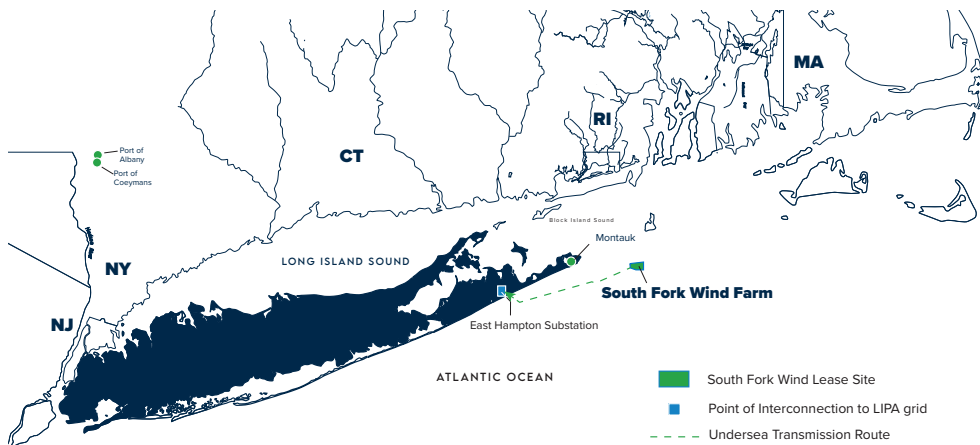 MA
RI
CT
Port of
Albany
Port of
Coeymans
Block Island Sound
Montauk
LONG ISLAND SOUND
NY
South Fork Wind Farm
NJ
East Hampton Substation
ATLANTIC OCEAN
South Fork Wind Lease Site
Point of Interconnection to LIPA grid
Undersea Transmission Route